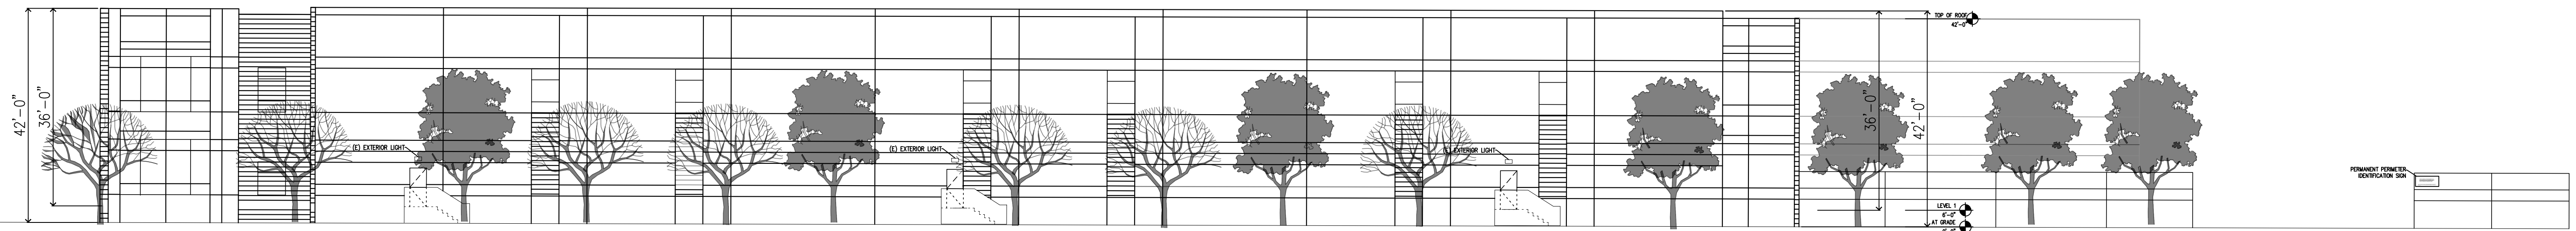 42'-0"
36'-0"
(E) EXTERIOR LIGHT
(E) EXTERIOR LIGHT
EXTERIOR LIGHT
36'-0"
42'-0"
TOP OF ROOF
42'-0"
LEVEL 1
6'-0"
AT GRADE
PERMANENT PERIMETER
IDENTIFICATION SIGN